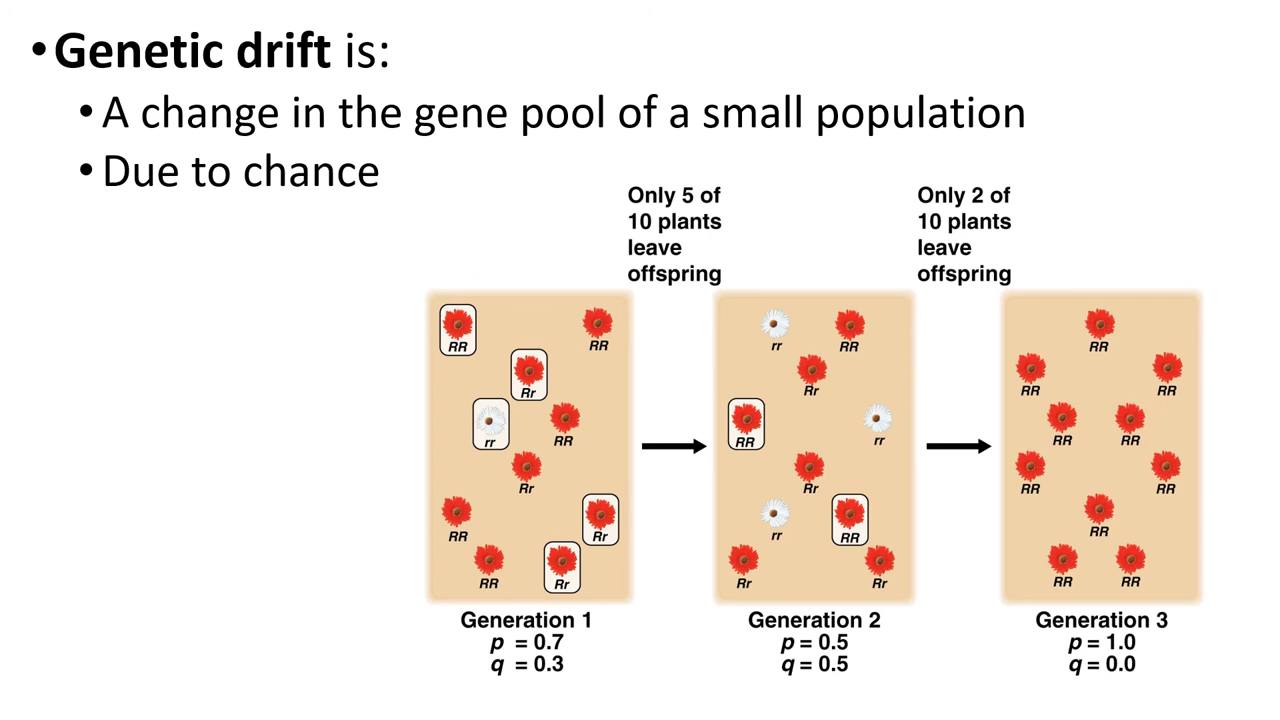 •Genetic drift is:
• A change in the gene pool of a small population
• Due to chance
Only 5 of
10 plants
leave
offspring
Only 2 of
10 plants
leave
offspring
RR
RR
Rr
rr
RR
Rr
RR
Rr
RR
Rr
Generation 1
p = 0.7
q = 0.3
rr
RR
Rr
RR
rr
Rr
rr
RR
Rr
Rr
Generation 2
p = 0.5
q = 0.5
RR
RR
RR
RR
RR
RR
RR
RR
RR
RR
Generation 3
p = 1.0
q = 0.0